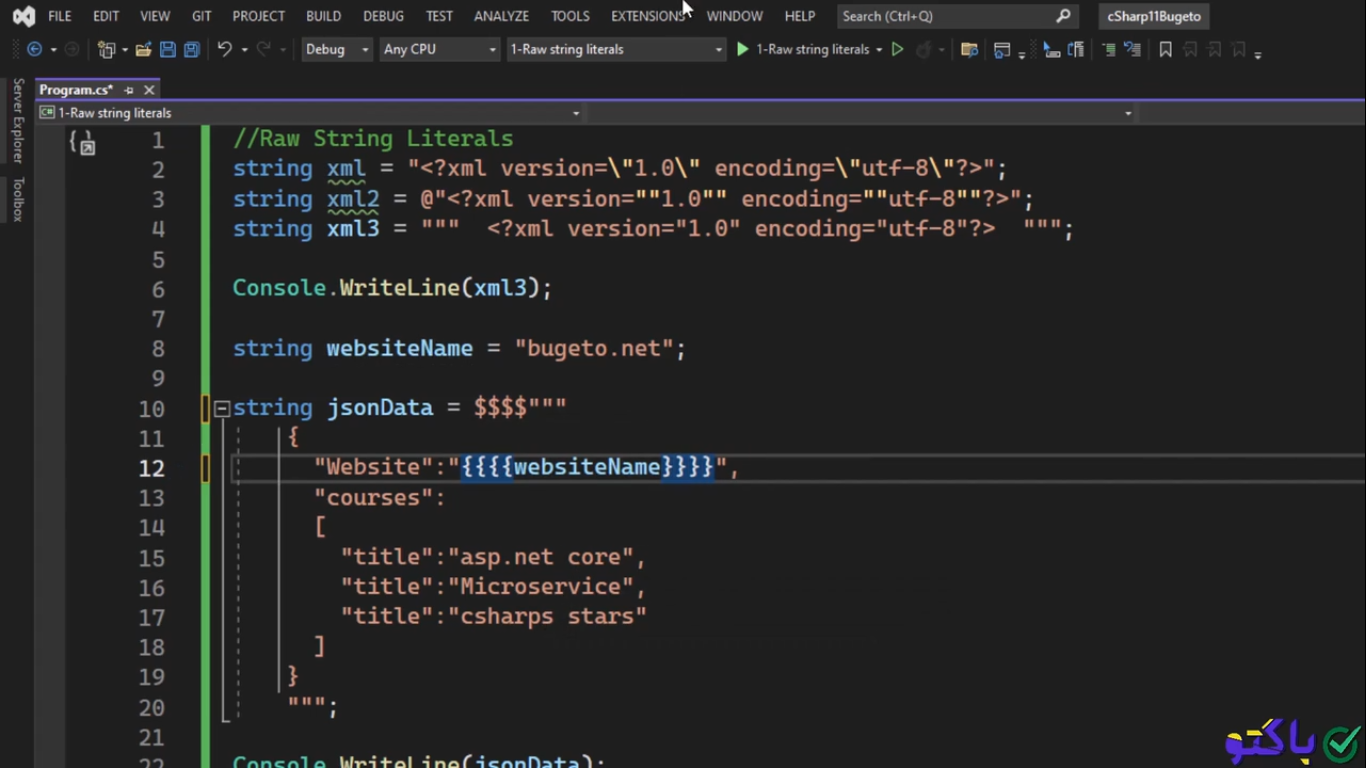 FILE EDIT VIEW GIT PROJECT BUILD DEBUG TEST ANALYZE TOOLS EXTENSIONS WINDOW HELP Search (Ctrl+Q) cSharp11Bugeto
Debug Any CPU 1-Raw string literals 1-Raw string literals
Server Explorer
Toolbox
Program.cs*
1-Raw string literals
1 //Raw String Literals
2 string xml = "<?xml version=\"1.0\" encoding=\"utf-8\"?>";
3 string xml2 = @"<?xml version=""1.0"" encoding=""utf-8""?>";
4 string xml3 = """  <?xml version="1.0" encoding="utf-8"?>  """;
5
6 Console.WriteLine(xml3);
7
8 string websiteName = "bugeto.net";
9
10 string jsonData = $$$$"""
11 {
12 "Website":"{{{{websiteName}}}}",
13 "courses":
14 [
15 "title":"asp.net core",
16 "title":"Microservice",
17 "title":"csharps stars"
18 ]
19 }
20 """;
21
22 Console.WriteLine(jsonData);
باگتو